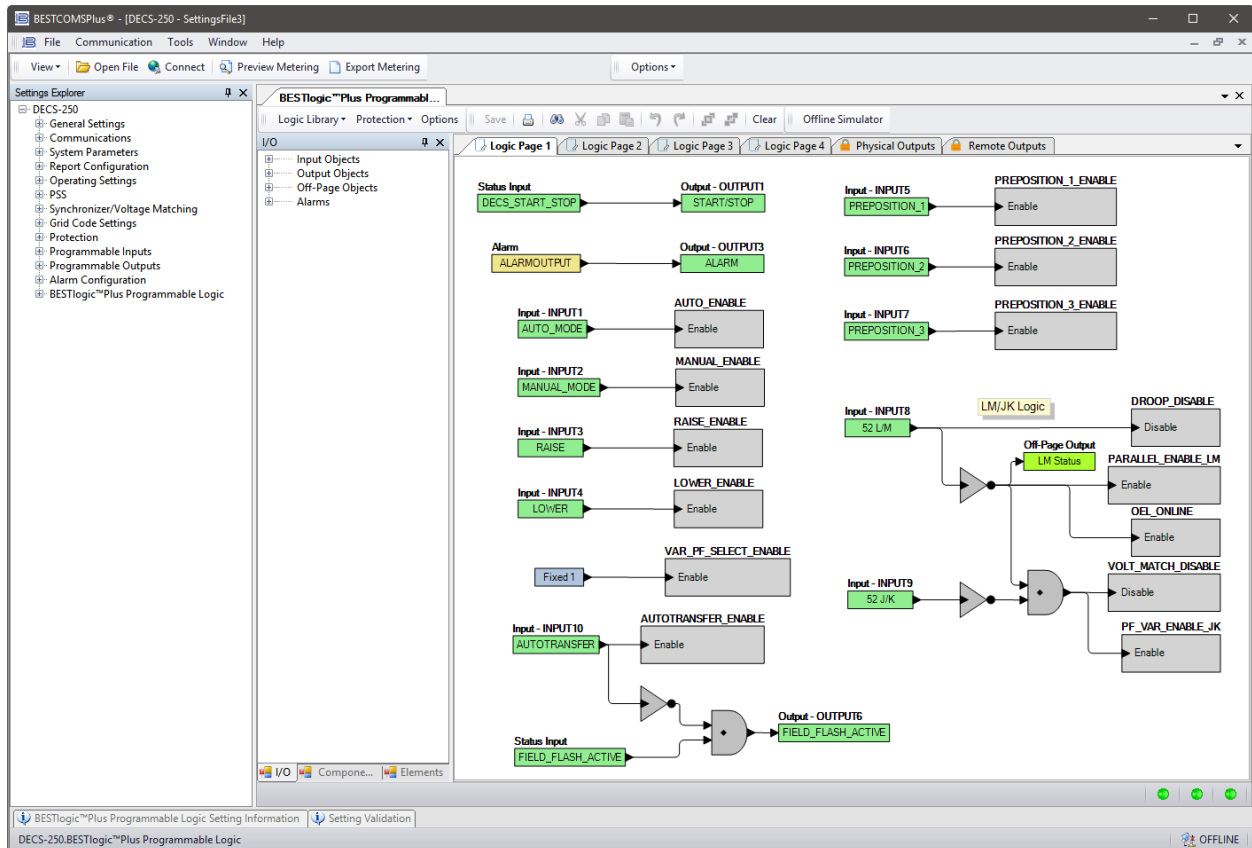 BESTCOMSPlus® - [DECS-250 - SettingsFile3]
File Communication Tools Window Help
View Open File Connect Preview Metering Export Metering Options
Settings Explorer
DECS-250
General Settings
Communications
System Parameters
Report Configuration
Operating Settings
PSS
Synchronizer/Voltage Matching
Grid Code Settings
Protection
Programmable Inputs
Programmable Outputs
Alarm Configuration
BESTlogic™Plus Programmable Logic
BESTlogic™Plus Programmabl...
Logic Library Protection Options Save Clear Offline Simulator
I/O
Input Objects
Output Objects
Off-Page Objects
Alarms
I/O Compone... Elements
Logic Page 1 Logic Page 2 Logic Page 3 Logic Page 4 Physical Outputs Remote Outputs
Status Input
DECS_START_STOP
Output - OUTPUT1
START/STOP
Alarm
ALARMOUTPUT
Output - OUTPUT3
ALARM
Input - INPUT1
AUTO_MODE
AUTO_ENABLE
Enable
Input - INPUT2
MANUAL_MODE
MANUAL_ENABLE
Enable
Input - INPUT3
RAISE
RAISE_ENABLE
Enable
Input - INPUT4
LOWER
LOWER_ENABLE
Enable
Fixed 1
VAR_PF_SELECT_ENABLE
Enable
Input - INPUT10
AUTOTRANSFER
AUTOTRANSFER_ENABLE
Enable
Status Input
FIELD_FLASH_ACTIVE
Output - OUTPUT6
FIELD_FLASH_ACTIVE
Input - INPUT5
PREPOSITION_1
PREPOSITION_1_ENABLE
Enable
Input - INPUT6
PREPOSITION_2
PREPOSITION_2_ENABLE
Enable
Input - INPUT7
PREPOSITION_3
PREPOSITION_3_ENABLE
Enable
LM/JK Logic
Input - INPUT8
52 L/M
DROOP_DISABLE
Disable
Off-Page Output
LM Status
PARALLEL_ENABLE_LM
Enable
OEL_ONLINE
Enable
Input - INPUT9
52 J/K
VOLT_MATCH_DISABLE
Disable
PF_VAR_ENABLE_JK
Enable
BESTlogic™Plus Programmable Logic Setting Information Setting Validation
DECS-250.BESTlogic™Plus Programmable Logic OFFLINE